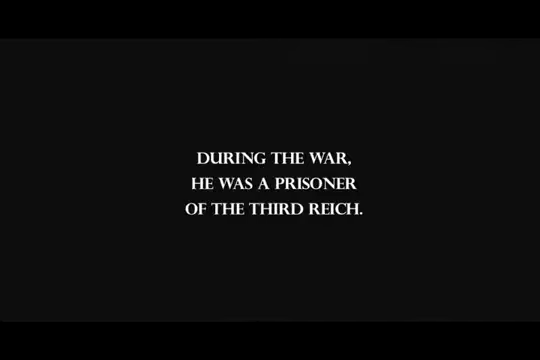 DURING THE WAR,
HE WAS A PRISONER
OF THE THIRD REICH.